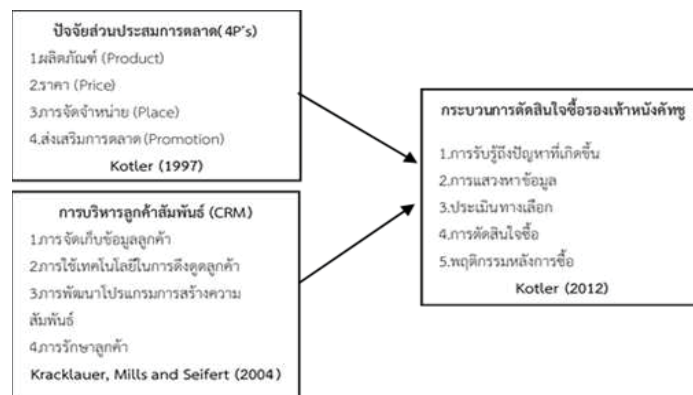 ปัจจัยส่วนประสมการตลาด(4P's)
1.ผลิตภัณฑ์ (Product)
2.ราคา (Price)
3.การจัดจำหน่าย (Place)
4.ส่งเสริมการตลาด (Promotion)
Kotler (1997)
การบริหารลูกค้าสัมพันธ์ (CRM)
1.การจัดเก็บข้อมูลลูกค้า
2.การใช้เทคโนโลยีในการดึงดูดลูกค้า
3.การพัฒนาโปรแกรมการสร้างความ
สัมพันธ์
4.การรักษาลูกค้า
Kracklauer, Mills and Seifert (2004)
กระบวนการตัดสินใจซื้อรองเท้าหนังคัทชู
1.การรับรู้ถึงปัญหาที่เกิดขึ้น
2.การแสวงหาข้อมูล
3.ประเมินทางเลือก
4.การตัดสินใจซื้อ
5.พฤติกรรมหลังการซื้อ
Kotler (2012)